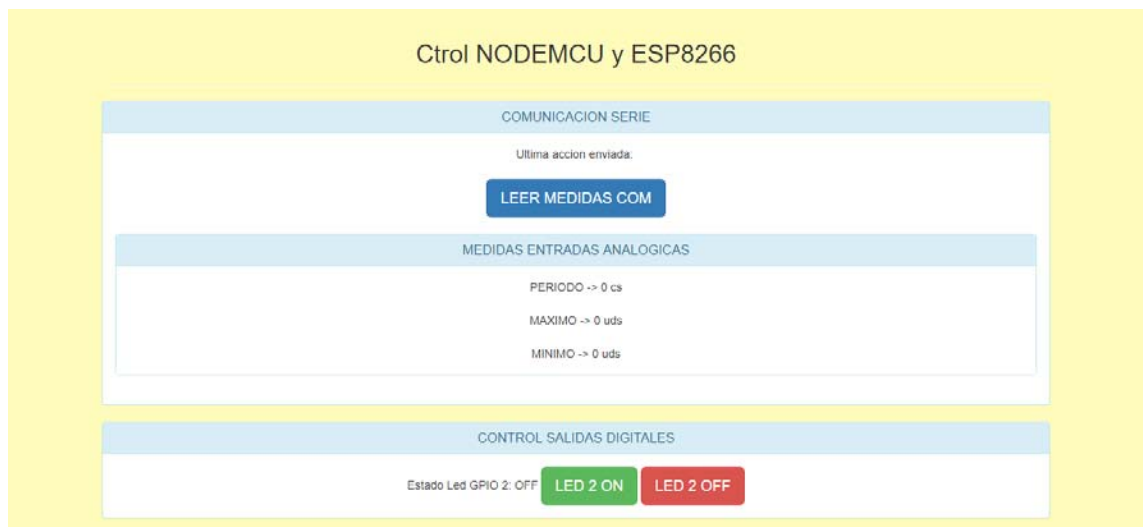 Ctrol NODEMCU y ESP8266
COMUNICACION SERIE
Ultima accion enviada:
LEER MEDIDAS COM
MEDIDAS ENTRADAS ANALOGICAS
PERIODO -> 0 cs
MAXIMO -> 0 uds
MINIMO -> 0 uds
CONTROL SALIDAS DIGITALES
Estado Led GPIO 2: OFF LED 2 ON LED 2 OFF